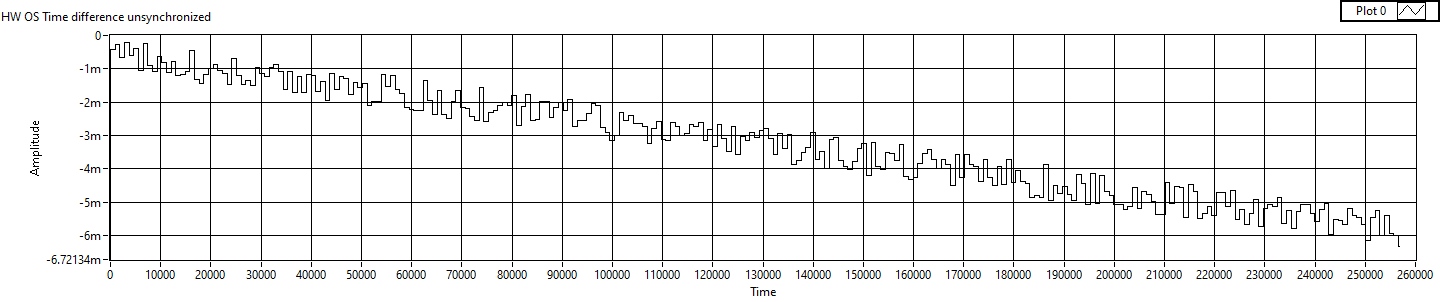 Plot 0
HW OS Time difference unsynchronized
Amplitude
0
-1m
-2m
-3m
-4m
-5m
-6m
-6.72134m
0 10000 20000 30000 40000 50000 60000 70000 80000 90000 100000 110000 120000 130000 140000 150000 160000 170000 180000 190000 200000 210000 220000 230000 240000 250000 260000
Time